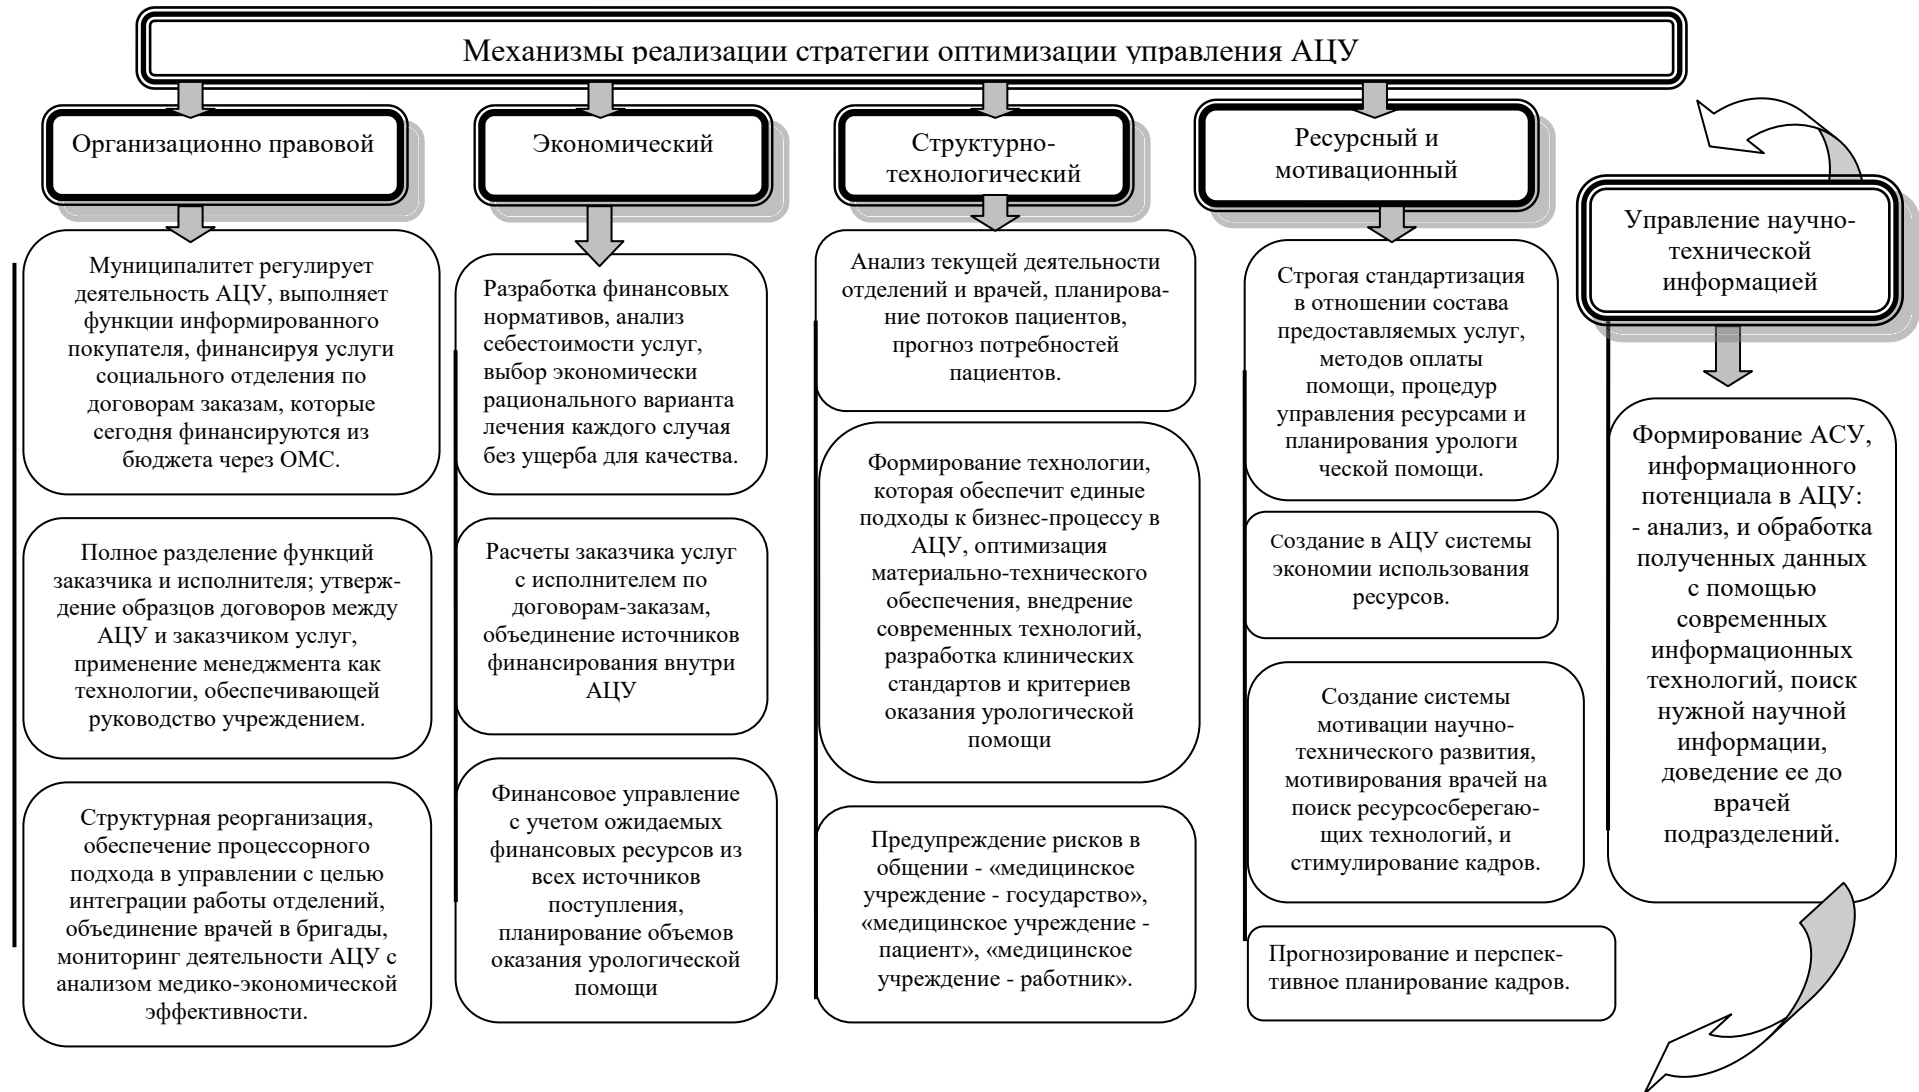 Механизмы реализации стратегии оптимизации управления АЦУ
Организационно правовой
Муниципалитет регулирует
деятельность АЦУ, выполняет
функции информированного
покупателя, финансируя услуги
социального отделения по
договорам заказам, которые
сегодня финансируются из
бюджета через ОМС.
Полное разделение функций
заказчика и исполнителя; утверж-
дение образцов договоров между
АЦУ и заказчиком услуг,
применение менеджмента как
технологии, обеспечивающей
руководство учреждением.
Структурная реорганизация,
обеспечение процессорного
подхода в управлении с целью
интеграции работы отделений,
объединение врачей в бригады,
мониторинг деятельности АЦУ с
анализом медико-экономической
эффективности.
Экономический
Разработка финансовых
нормативов, анализ
себестоимости услуг,
выбор экономически
рационального варианта
лечения каждого случая
без ущерба для качества.
Расчеты заказчика услуг
с исполнителем по
договорам-заказам,
объединение источников
финансирования внутри
АЦУ
Финансовое управление
с учетом ожидаемых
финансовых ресурсов из
всех источников
поступления,
планирование объемов
оказания урологической
помощи
Структурно-
технологический
Анализ текущей деятельности
отделений и врачей, планирова-
ние потоков пациентов,
прогноз потребностей
пациентов.
Формирование технологии,
которая обеспечит единые
подходы к бизнес-процессу в
АЦУ, оптимизация
материально-технического
обеспечения, внедрение
современных технологий,
разработка клинических
стандартов и критериев
оказания урологической
помощи
Предупреждение рисков в
общении - «медицинское
учреждение - государство»,
«медицинское учреждение -
пациент», «медицинское
учреждение - работник».
Ресурсный и
мотивационный
Строгая стандартизация
в отношении состава
предоставляемых услуг,
методов оплаты
помощи, процедур
управления ресурсами и
планирования урологи
ческой помощи.
Создание в АЦУ системы
экономии использования
ресурсов.
Создание системы
мотивации научно-
технического развития,
мотивирования врачей на
поиск ресурсосберегаю-
щих технологий, и
стимулирование кадров.
Прогнозирование и перспек-
тивное планирование кадров.
Управление научно-
технической
информацией
Формирование АСУ,
информационного
потенциала в АЦУ:
- анализ, и обработка
полученных данных
с помощью
современных
информационных
технологий, поиск
нужной научной
информации,
доведение ее до
врачей
подразделений.